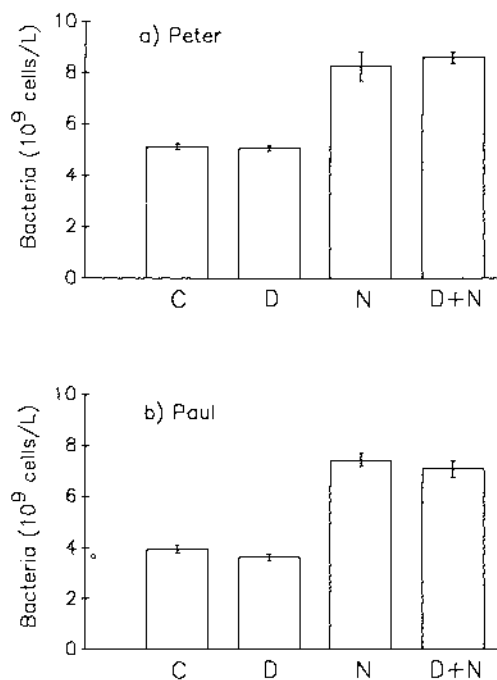 a) Peter
Bacteria (10⁹ cells/L)
10
8
6
4
2
0
C D N D+N
b) Paul
Bacteria (10⁹ cells/L)
10
8
6
4
2
0
C D N D+N